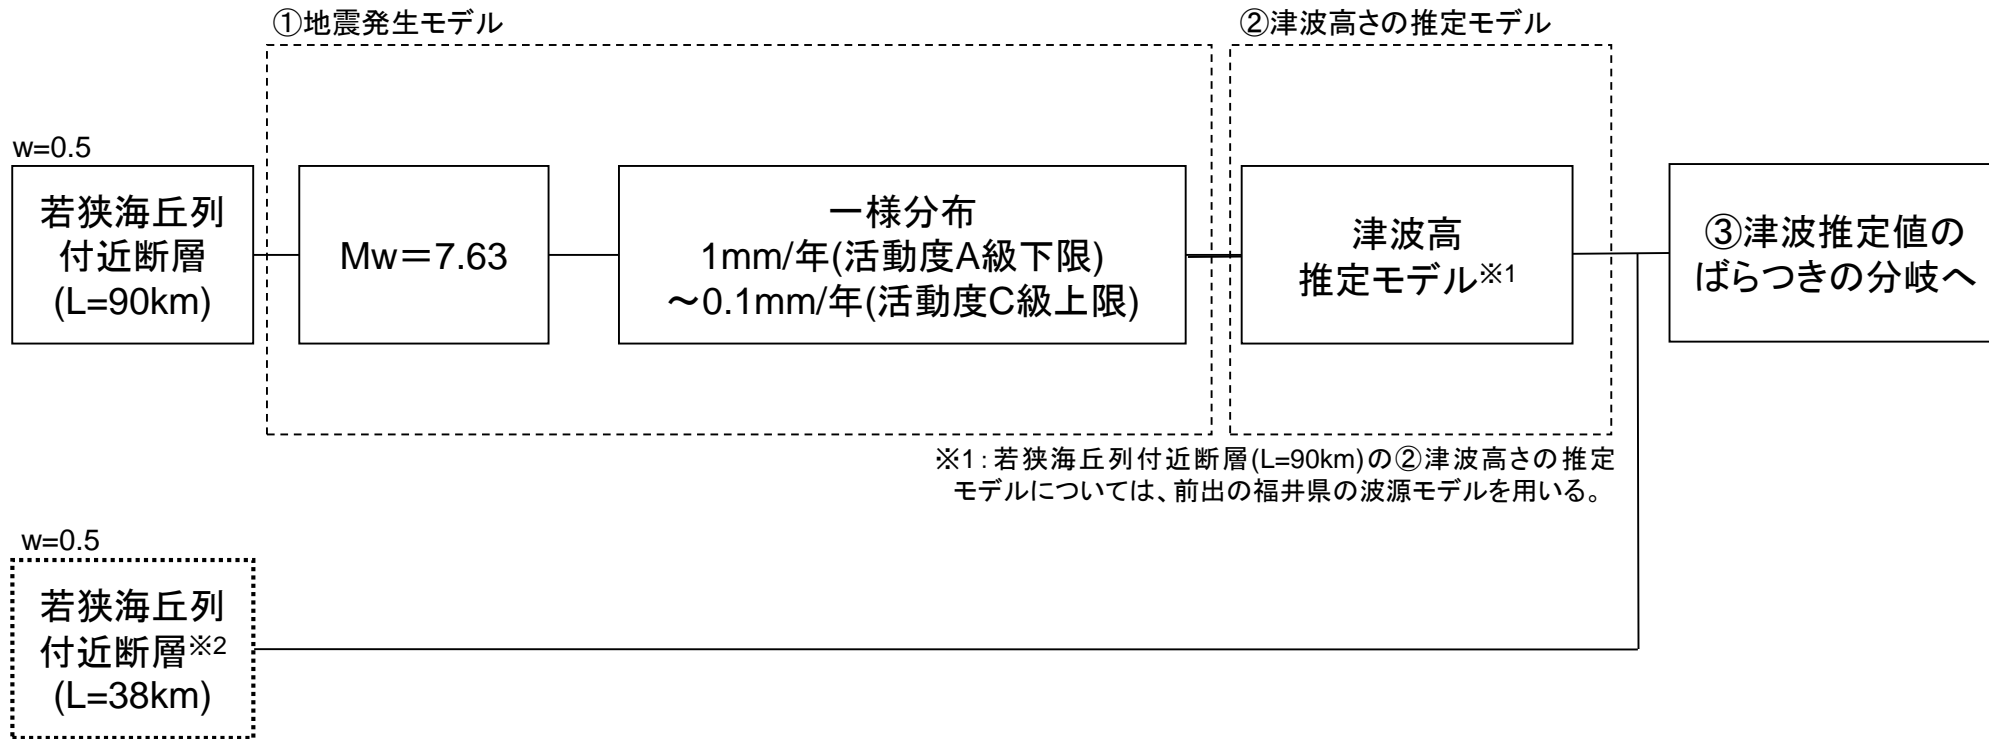 ①地震発生モデル
②津波高さの推定モデル
w=0.5
若狭海丘列
付近断層
(L=90km)
Mw=7.63
一様分布
1mm/年(活動度A級下限)
～0.1mm/年(活動度C級上限)
津波高
推定モデル※1
③津波推定値の
ばらつきの分岐へ
※1:若狭海丘列付近断層(L=90km)の②津波高さの推定
モデルについては、前出の福井県の波源モデルを用いる。
w=0.5
若狭海丘列
付近断層※2
(L=38km)